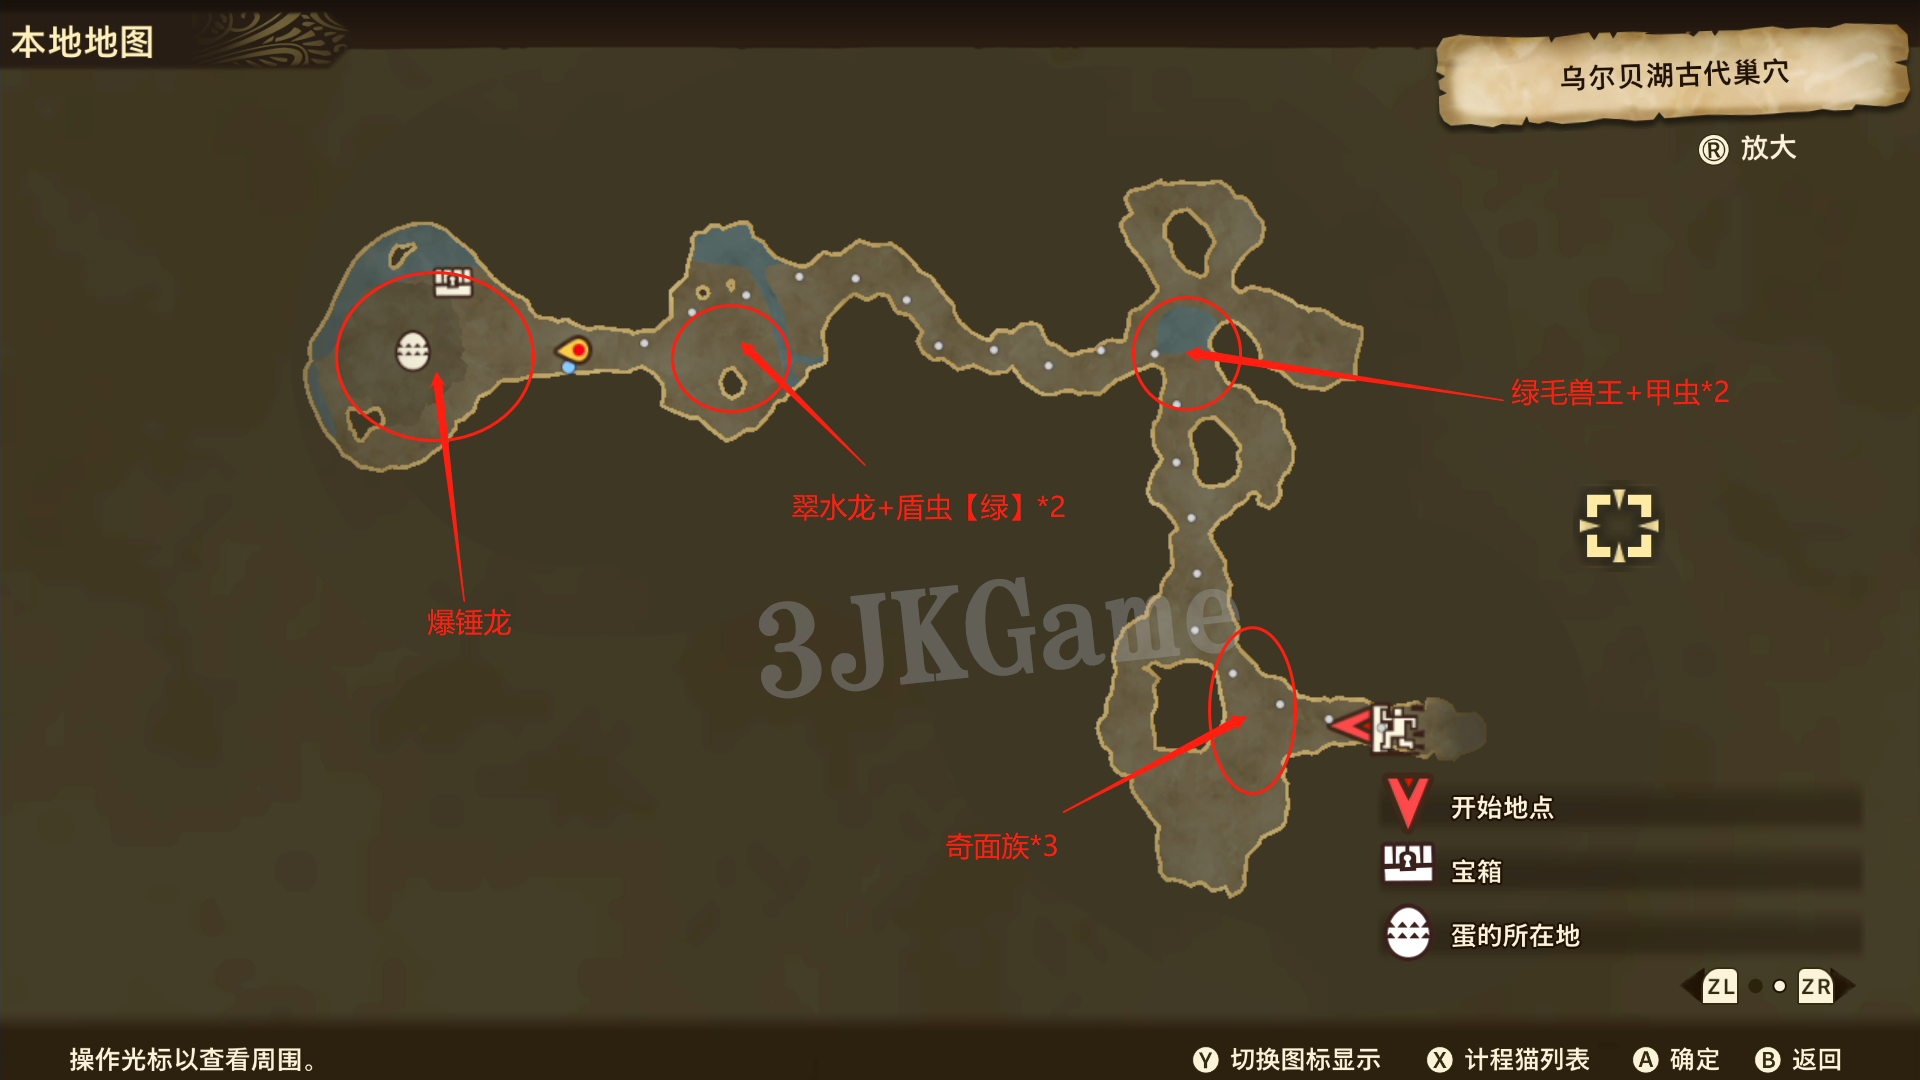 本地地图
乌尔贝湖古代巢穴
R 放大
绿毛兽王+甲虫*2
翠水龙+盾虫【绿】*2
爆锤龙
3JKGame
奇面族*3
开始地点
宝箱
蛋的所在地
ZL ZR
操作光标以查看周围。
Y 切换图标显示 X 计程猫列表 A 确定 B 返回